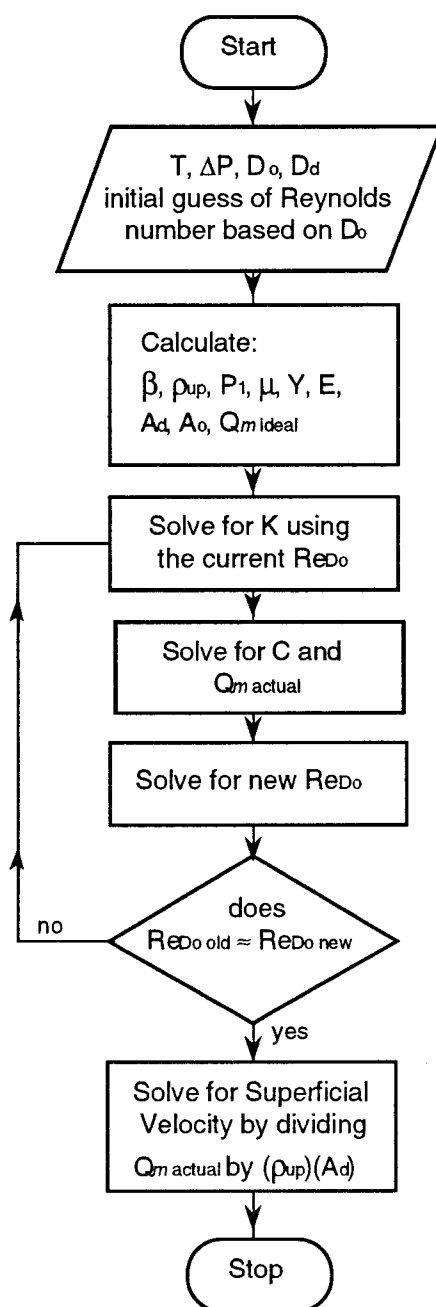 Start
T, ΔP, Do, Dd
initial guess of Reynolds
number based on Do
Calculate:
β, ρup, P1, μ, Y, E,
Ad, Ao, Qm ideal
Solve for K using
the current ReDo
Solve for C and
Qm actual
Solve for new ReDo
does
ReDo old ≈ ReDo new
no
yes
Solve for Superficial
Velocity by dividing
Qm actual by (ρup)(Ad)
Stop